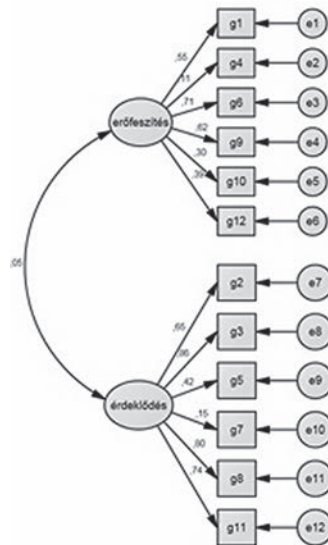 g1
e1
,55
g4
e2
,11
g6
e3
,71
erőfeszítés
g9
e4
,62
g10
e5
,30
g12
e6
,39
,05
g2
e7
,65
g3
e8
,86
g5
e9
,42
érdeklődés
g7
e10
,15
g8
e11
,80
g11
e12
,74